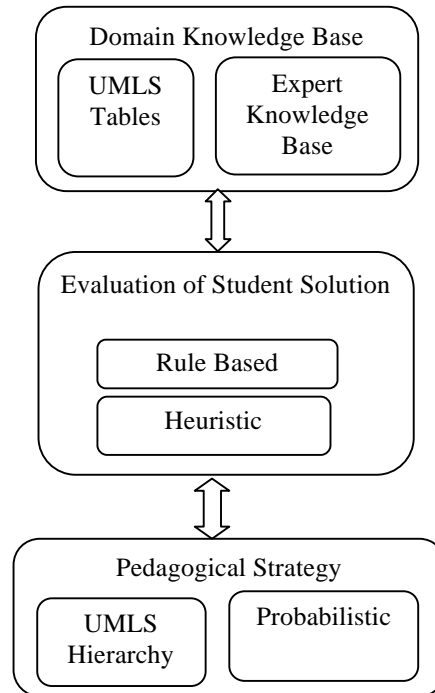 Domain Knowledge Base
UMLS
Tables
Expert
Knowledge
Base
Evaluation of Student Solution
Rule Based
Heuristic
Pedagogical Strategy
UMLS
Hierarchy
Probabilistic